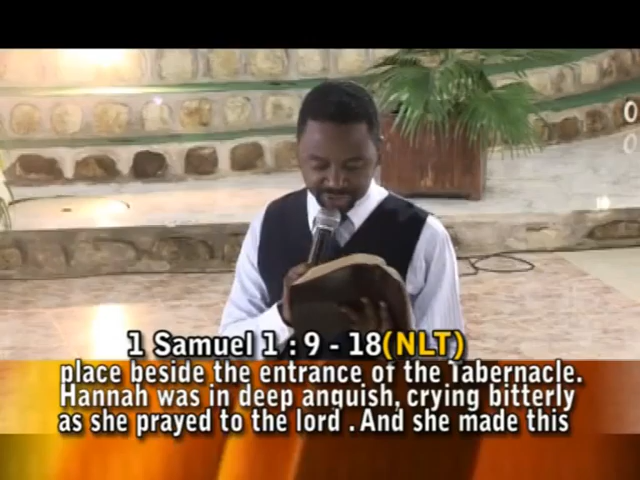 1 Samuel 1 : 9 - 18(NLT)
place beside the entrance of the Tabernacle.
Hannah was in deep anguish, crying bitterly
as she prayed to the lord . And she made this